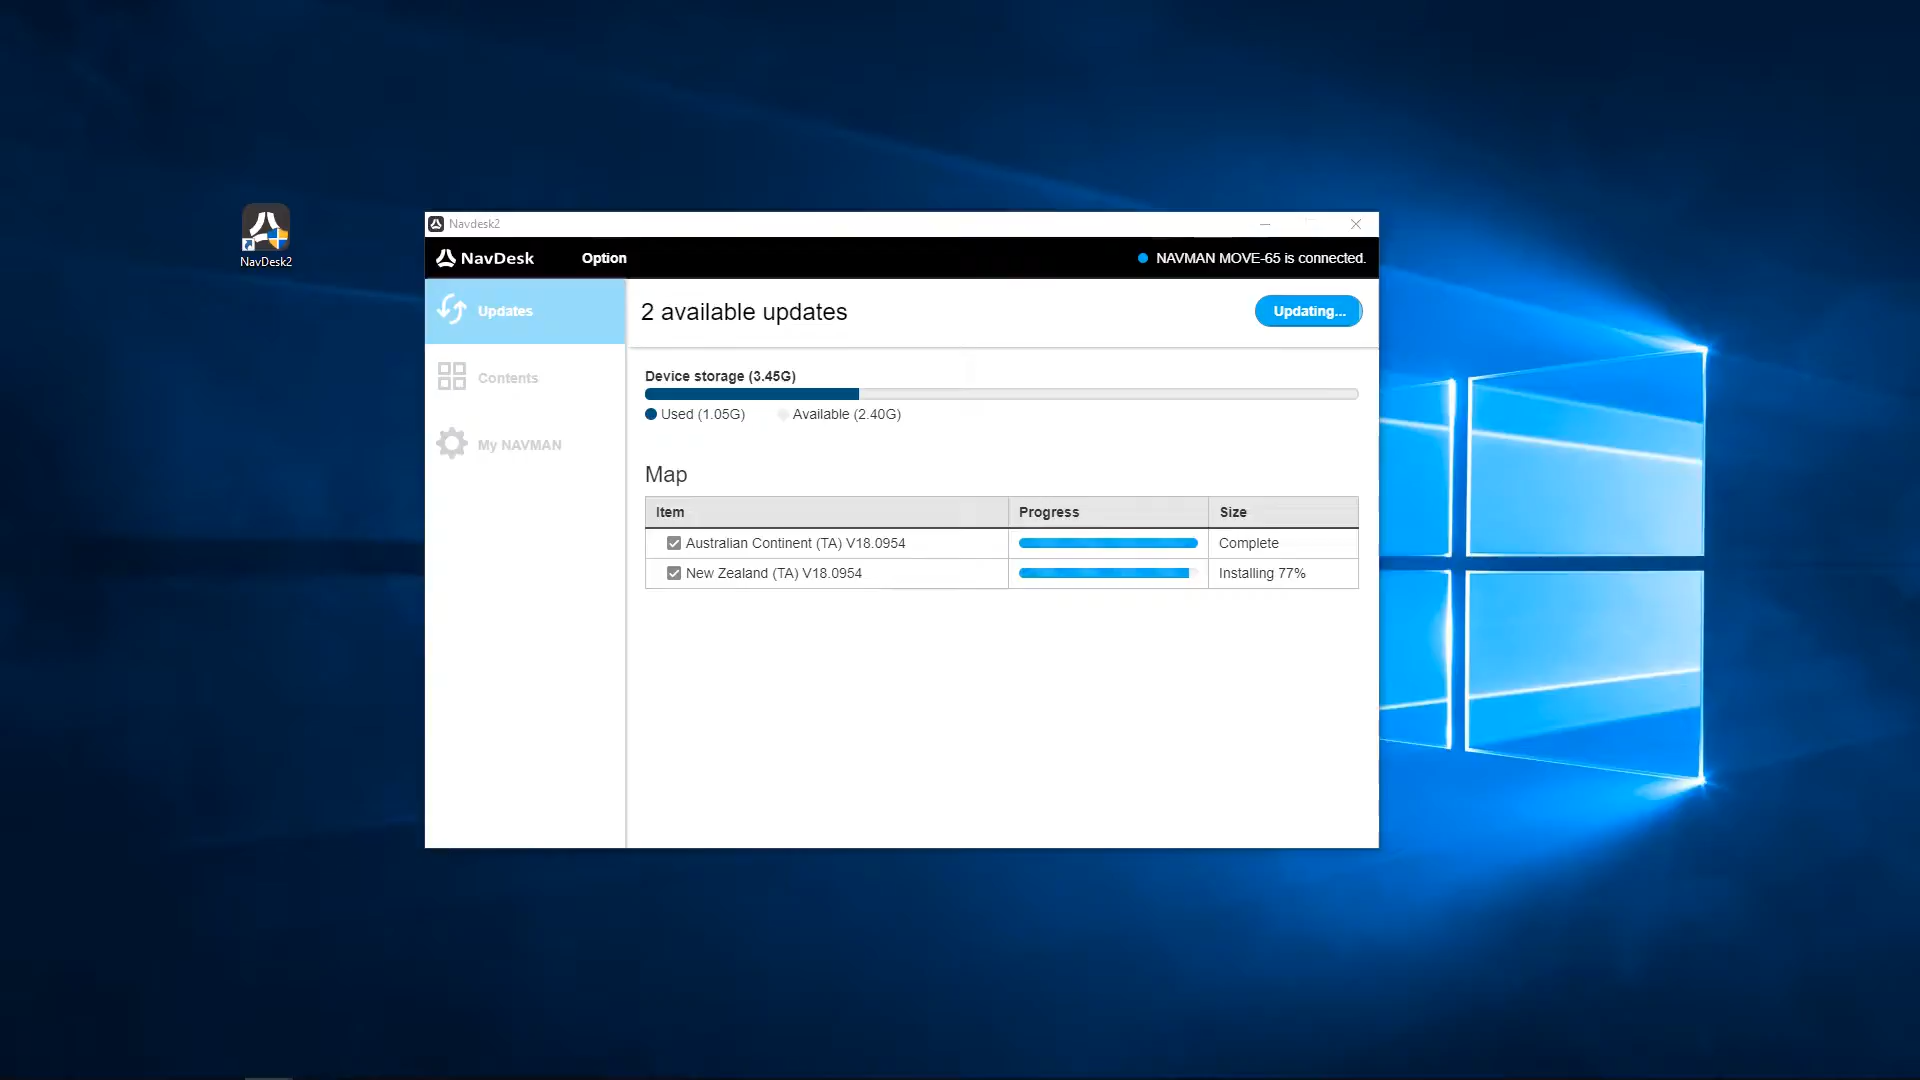 NavDesk2
Navdesk2
NavDesk Option NAVMAN MOVE-65 is connected.
Updates
Contents
My NAVMAN
2 available updates Updating...
Device storage (3.45G)
Used (1.05G) Available (2.40G)
Map
Item Progress Size
Australian Continent (TA) V18.0954 Complete
New Zealand (TA) V18.0954 Installing 77%